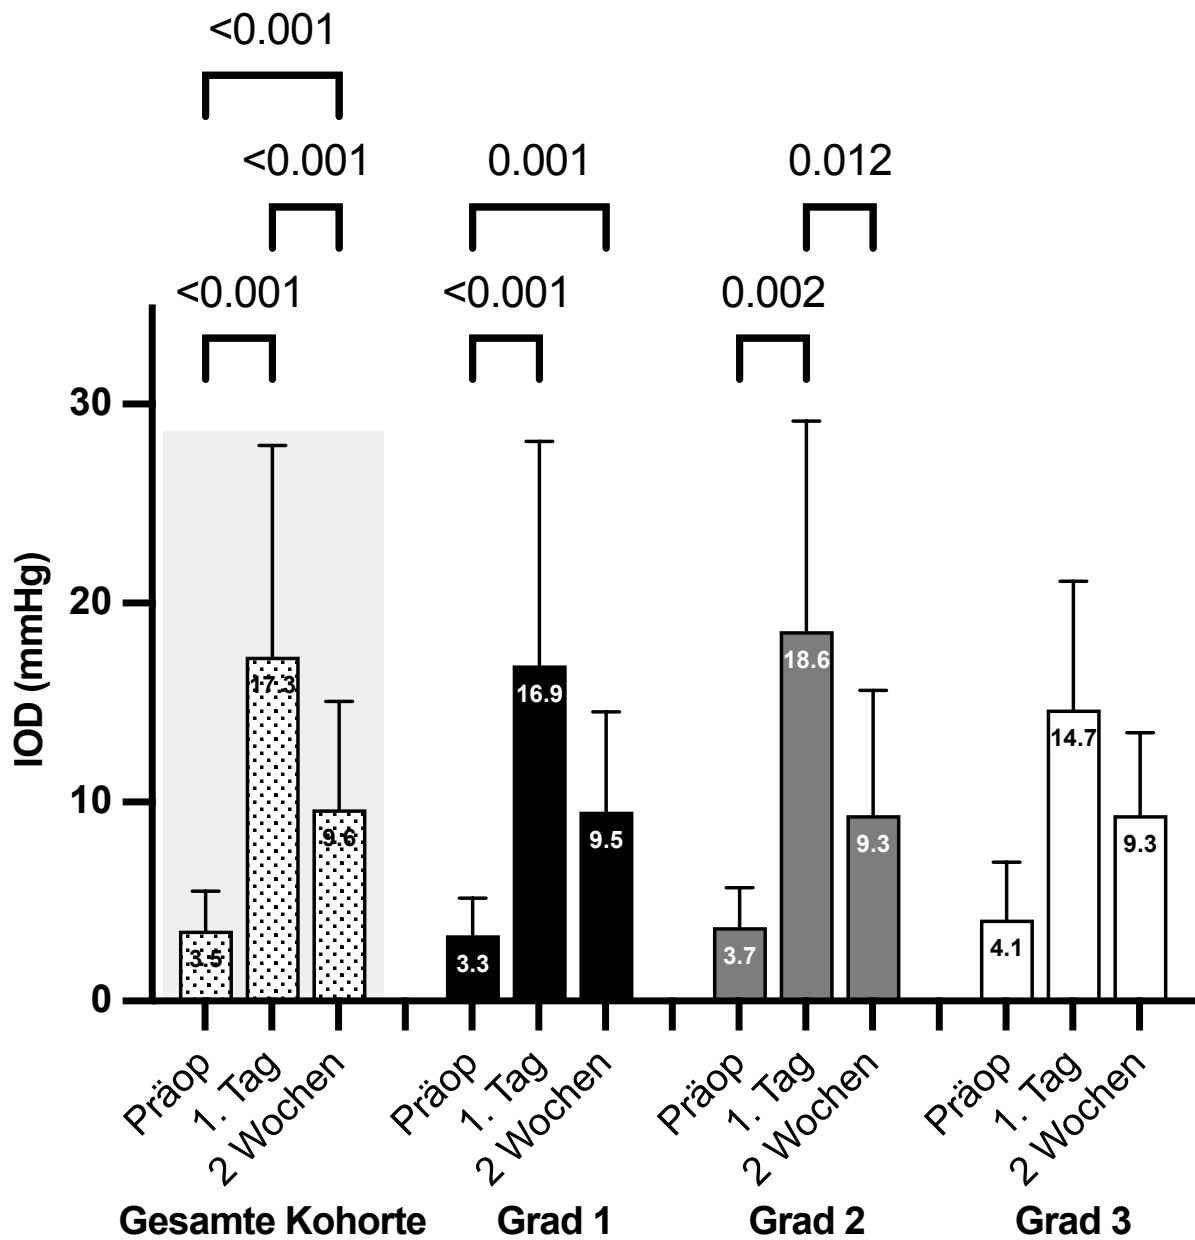 <0.001
<0.001 0.001 0.012
<0.001 <0.001 0.002
30
20
10
0
IOD (mmHg)
3.5 17.3 9.6
3.3 16.9 9.5
3.7 18.6 9.3
4.1 14.7 9.3
Präop 1. Tag 2 Wochen Präop 1. Tag 2 Wochen Präop 1. Tag 2 Wochen Präop 1. Tag 2 Wochen
Gesamte Kohorte Grad 1 Grad 2 Grad 3